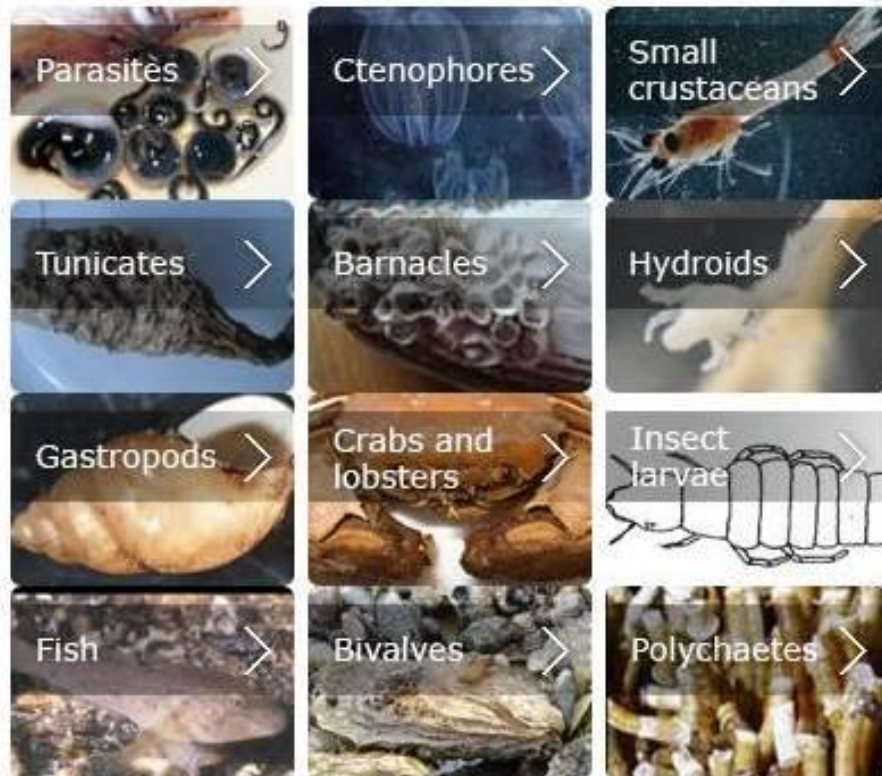 Parasites
Ctenophores
Small
crustaceans
Tunicates
Barnacles
Hydroids
Gastropods
Crabs and
lobsters
Insect
larvae
Fish
Bivalves
Polychaetes